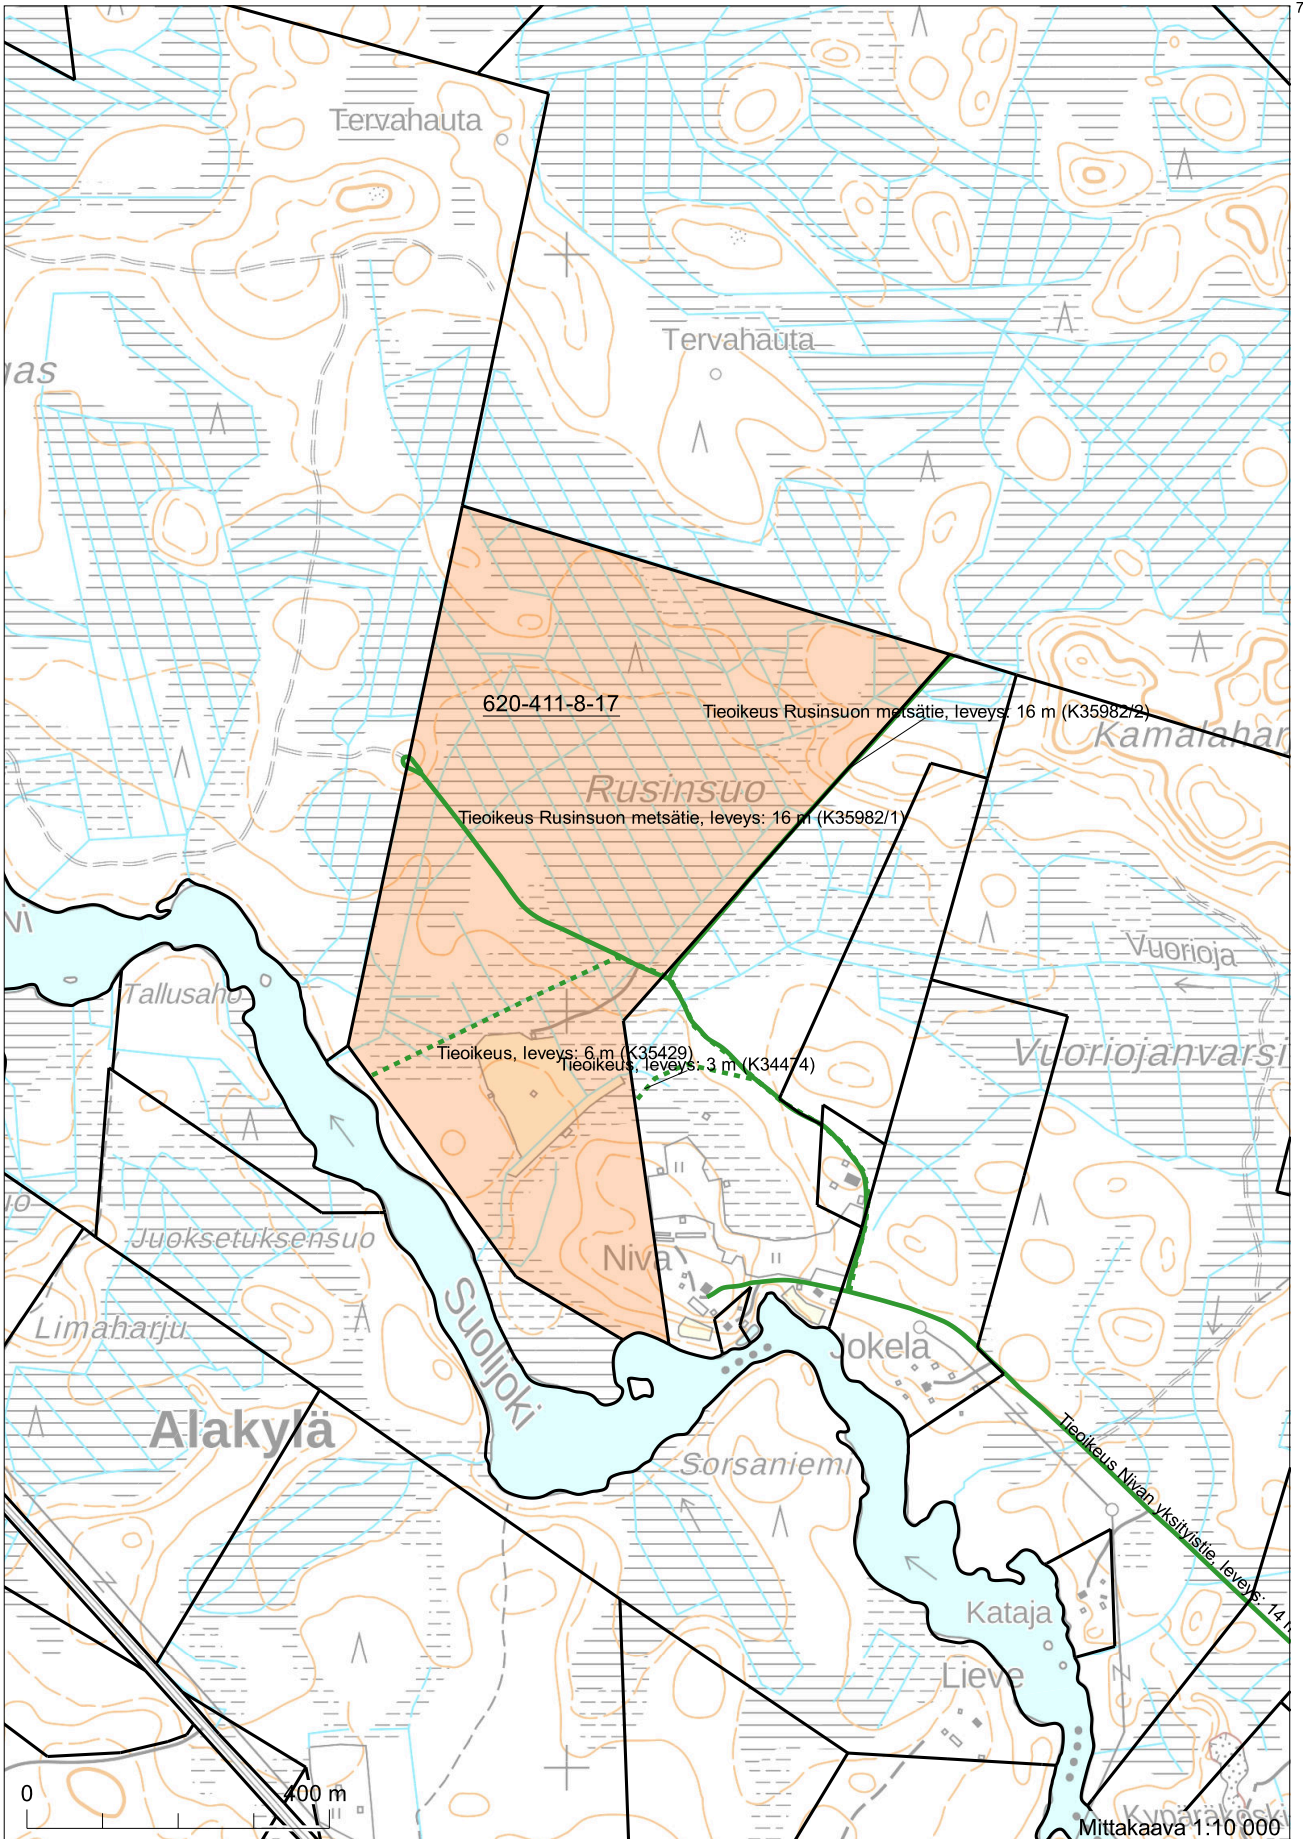 7
Tervahauta
Tervahauta
620-411-8-17
Tieoikeus Rusinsuon metsätie, leveys: 16 m (K35982/2)
Rusinsuo
Tieoikeus Rusinsuon metsätie, leveys: 16 m (K35982/1)
Vuorioja
Tallusaho
Vuoriojanvarsi
Tieoikeus, leveys: 6 m (K35429)
Tieoikeus, leveys: 3 m (K34474)
Juoksetuksensuo
Niva
Limaharju
Suolijoki
Jokela
Alakylä
Sorsaniemi
Tieoikeus Nivan yksityistie, leveys: 14
Kataja
Lieve
0
400 m
Mittakaava 1:10 000